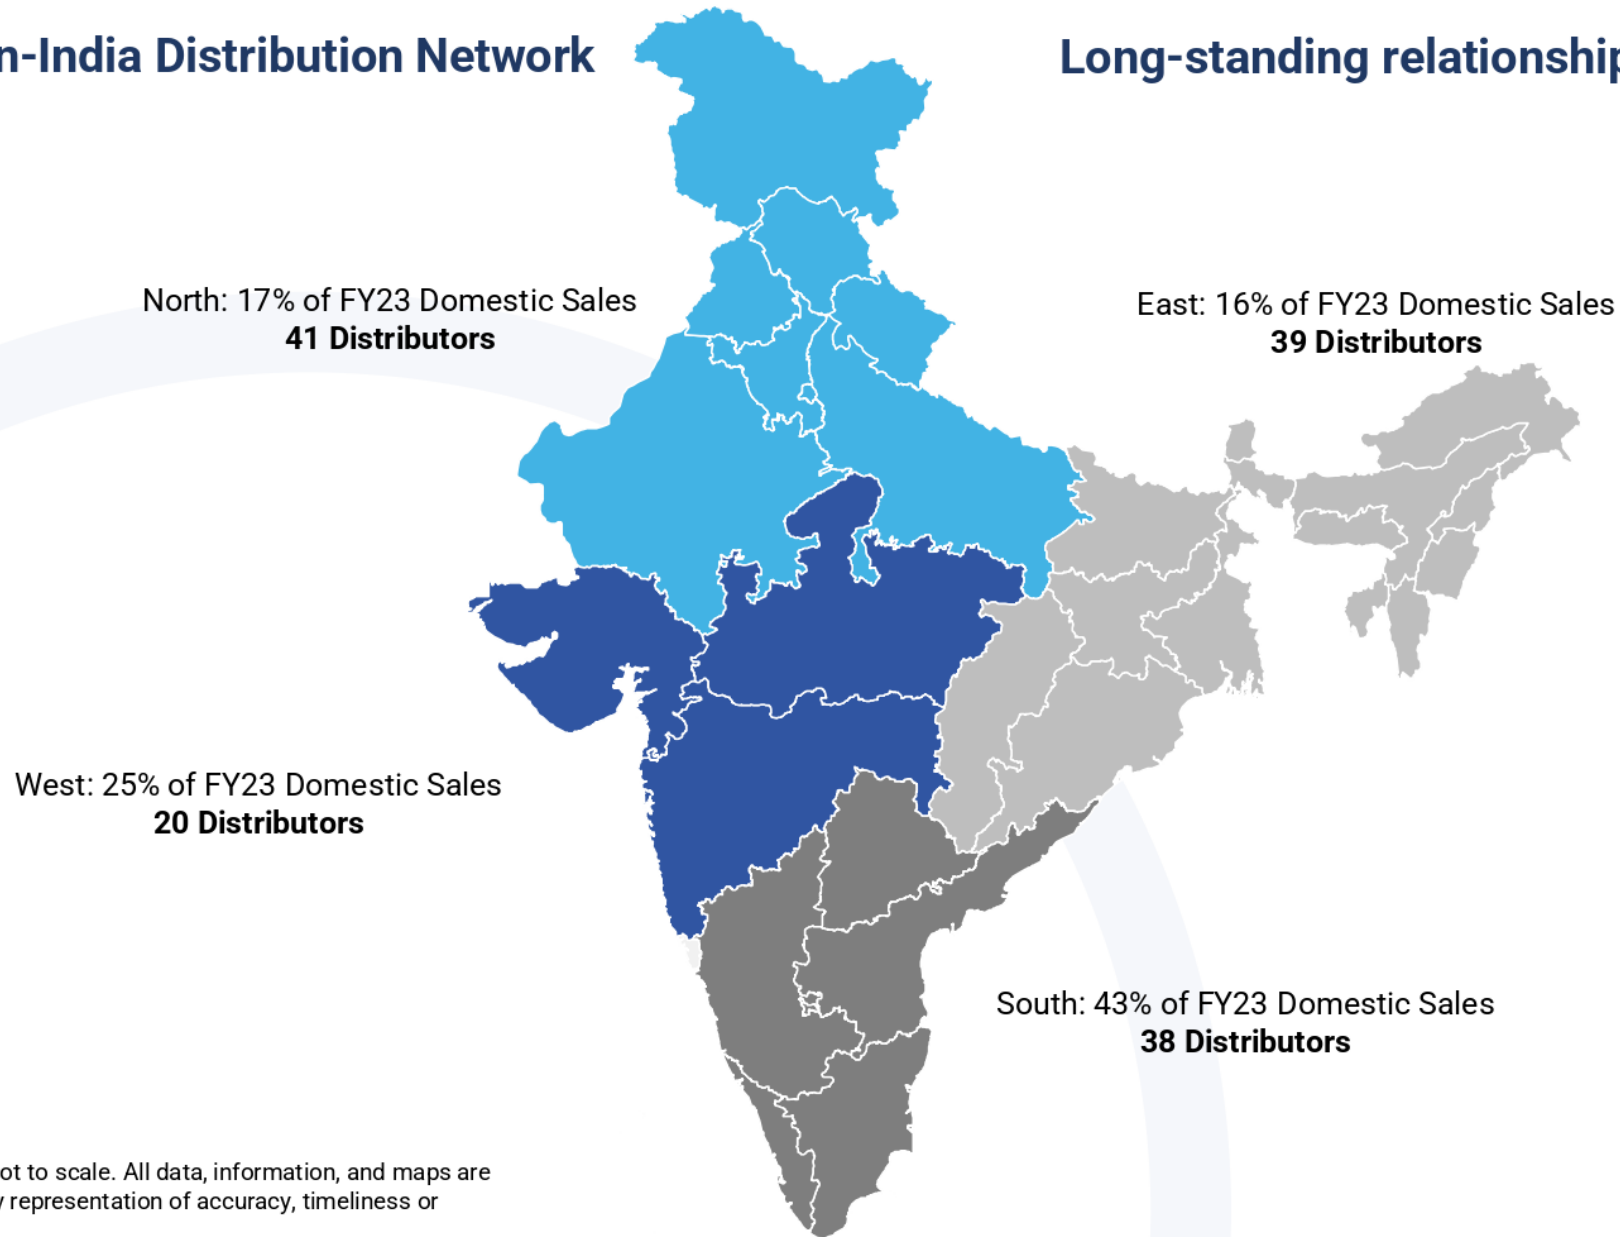 n-India Distribution Network
Long-standing relationship
North: 17% of FY23 Domestic Sales
41 Distributors
East: 16% of FY23 Domestic Sales
39 Distributors
West: 25% of FY23 Domestic Sales
20 Distributors
South: 43% of FY23 Domestic Sales
38 Distributors
ot to scale. All data, information, and maps are
representation of accuracy, timeliness or